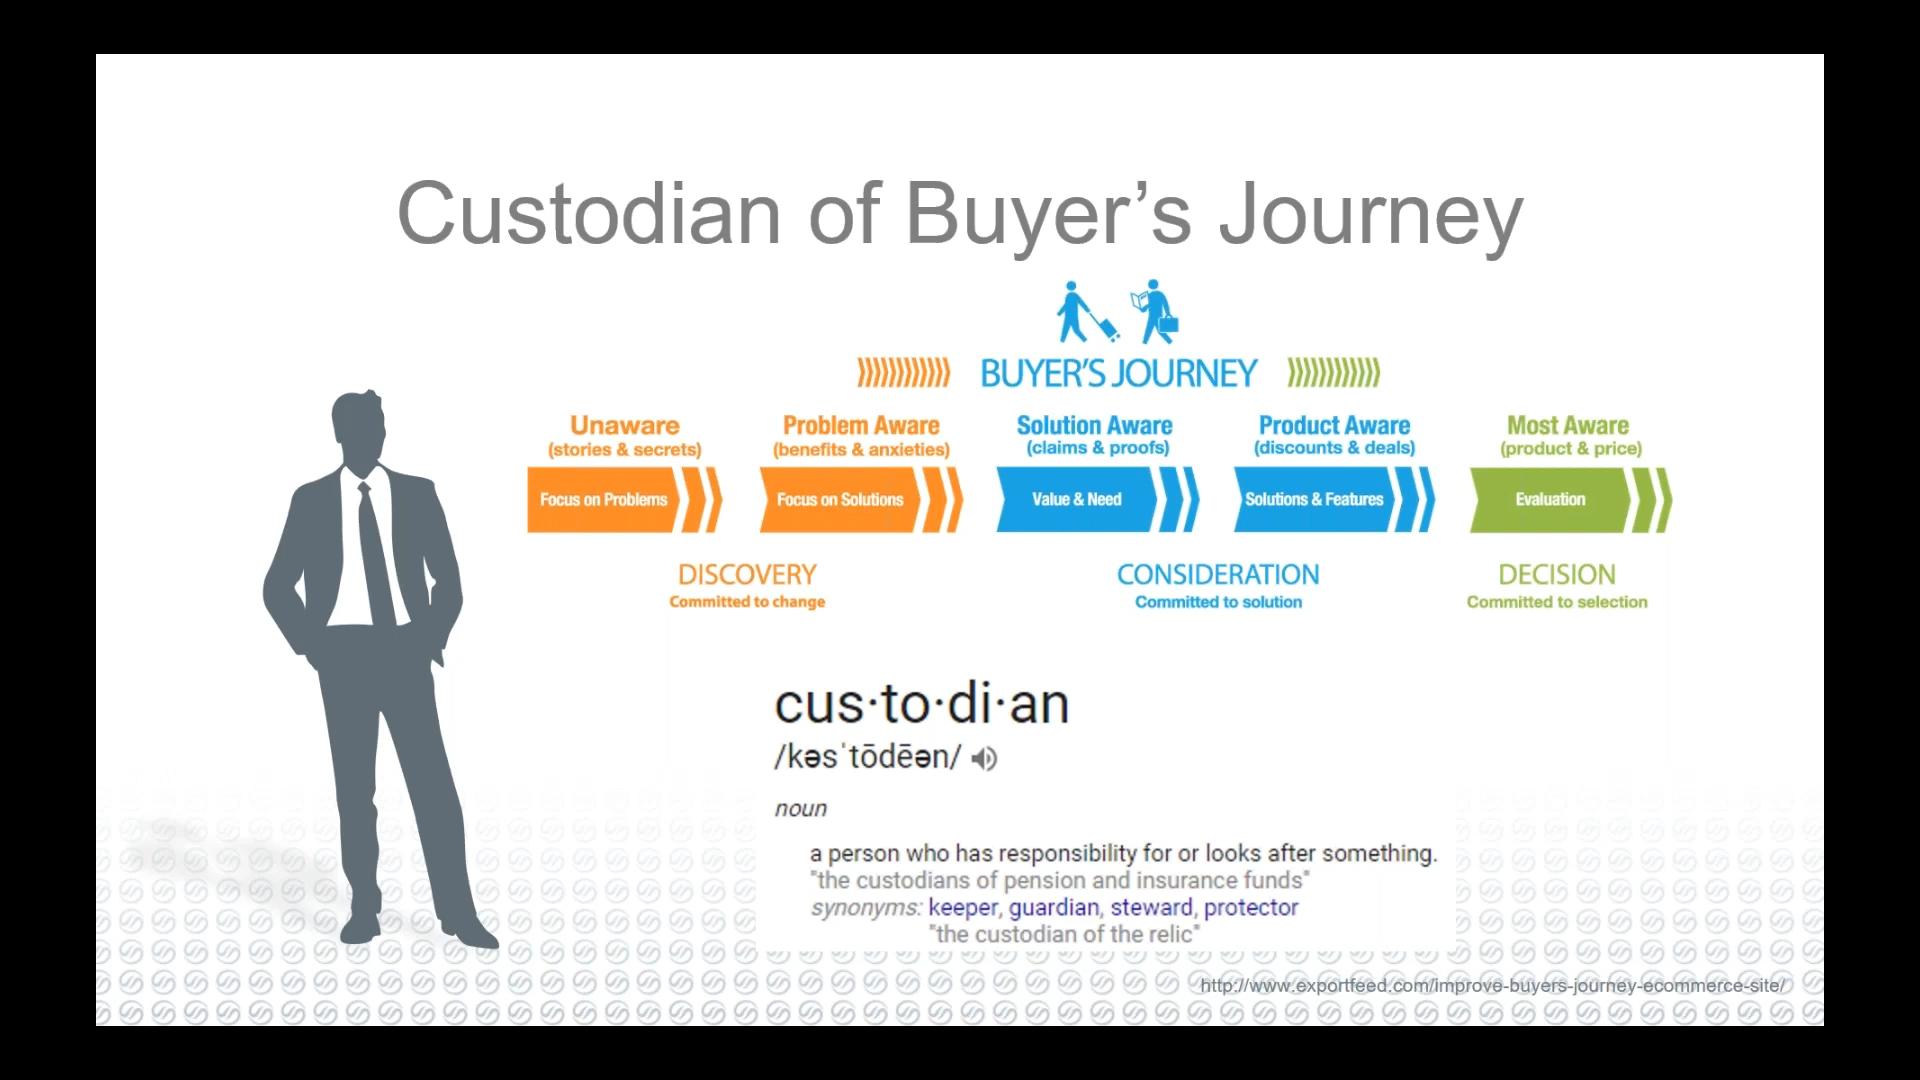 Custodian of Buyer’s Journey
BUYER'S JOURNEY
Unaware
(stories & secrets)
Focus on Problems
Problem Aware
(benefits & anxieties)
Focus on Solutions
Solution Aware
(claims & proofs)
Value & Need
Product Aware
(discounts & deals)
Solutions & Features
Most Aware
(product & price)
Evaluation
DISCOVERY
Committed to change
CONSIDERATION
Committed to solution
DECISION
Committed to selection
cus·to·di·an
/kəsˈtōdēən/
noun
a person who has responsibility for or looks after something.
"the custodians of pension and insurance funds"
synonyms: keeper, guardian, steward, protector
"the custodian of the relic"
http://www.exportfeed.com/improve-buyers-journey-ecommerce-site/